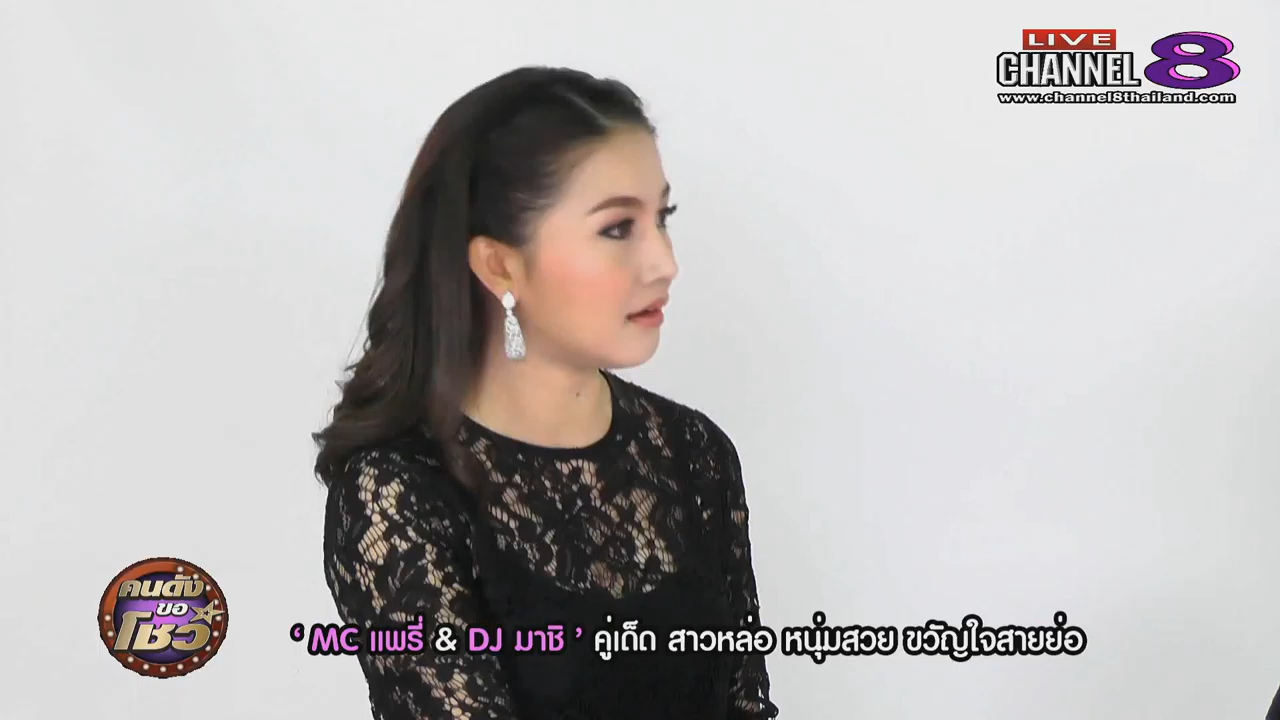 LIVE
CHANNEL 8
www.channel8thailand.com
คนดัง
ขอ
โชว์
‘ MC แพรี่ & DJ มาชิ ’ คู่เด็ด สาวหล่อ หนุ่มสวย ขวัญใจสายย่อ